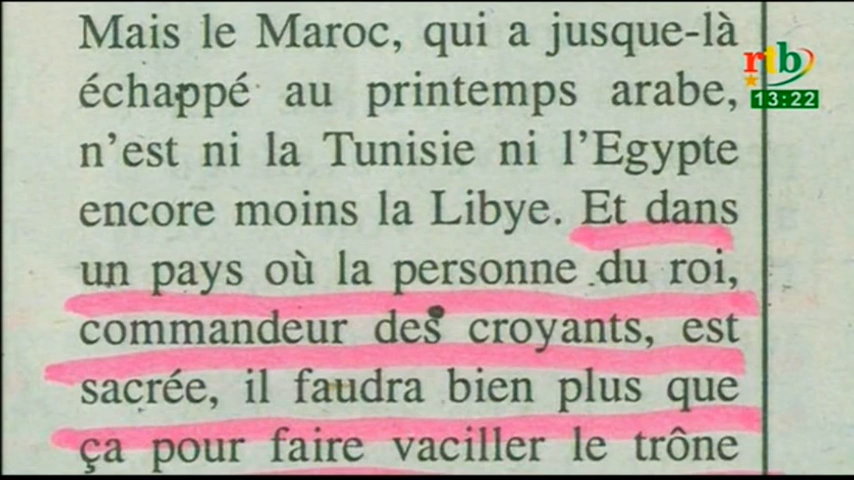 Mais le Maroc, qui a jusque-là
échappé au printemps arabe,
n'est ni la Tunisie ni l'Egypte
encore moins la Libye. Et dans
un pays où la personne du roi,
commandeur des croyants, est
sacrée, il faudra bien plus que
ça pour faire vaciller le trône
rtb
13:22